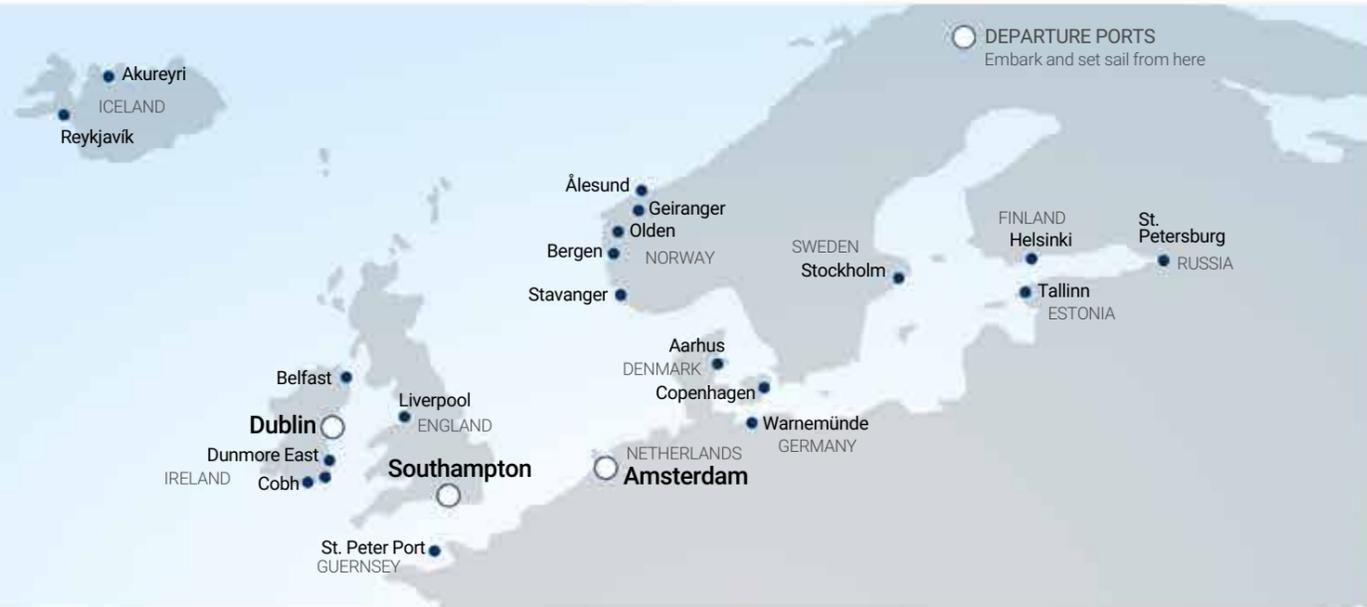 DEPARTURE PORTS
Embark and set sail from here
Akureyri
ICELAND
Reykjavík
Ålesund
Geiranger
Olden
Bergen
NORWAY
Stavanger
SWEDEN
Stockholm
FINLAND
Helsinki
St.
Petersburg
RUSSIA
Tallinn
ESTONIA
Aarhus
DENMARK
Copenhagen
Warnemünde
GERMANY
Belfast
Liverpool
ENGLAND
Dublin
Dunmore East
IRELAND
Cobh
Southampton
NETHERLANDS
Amsterdam
St. Peter Port
GUERNSEY